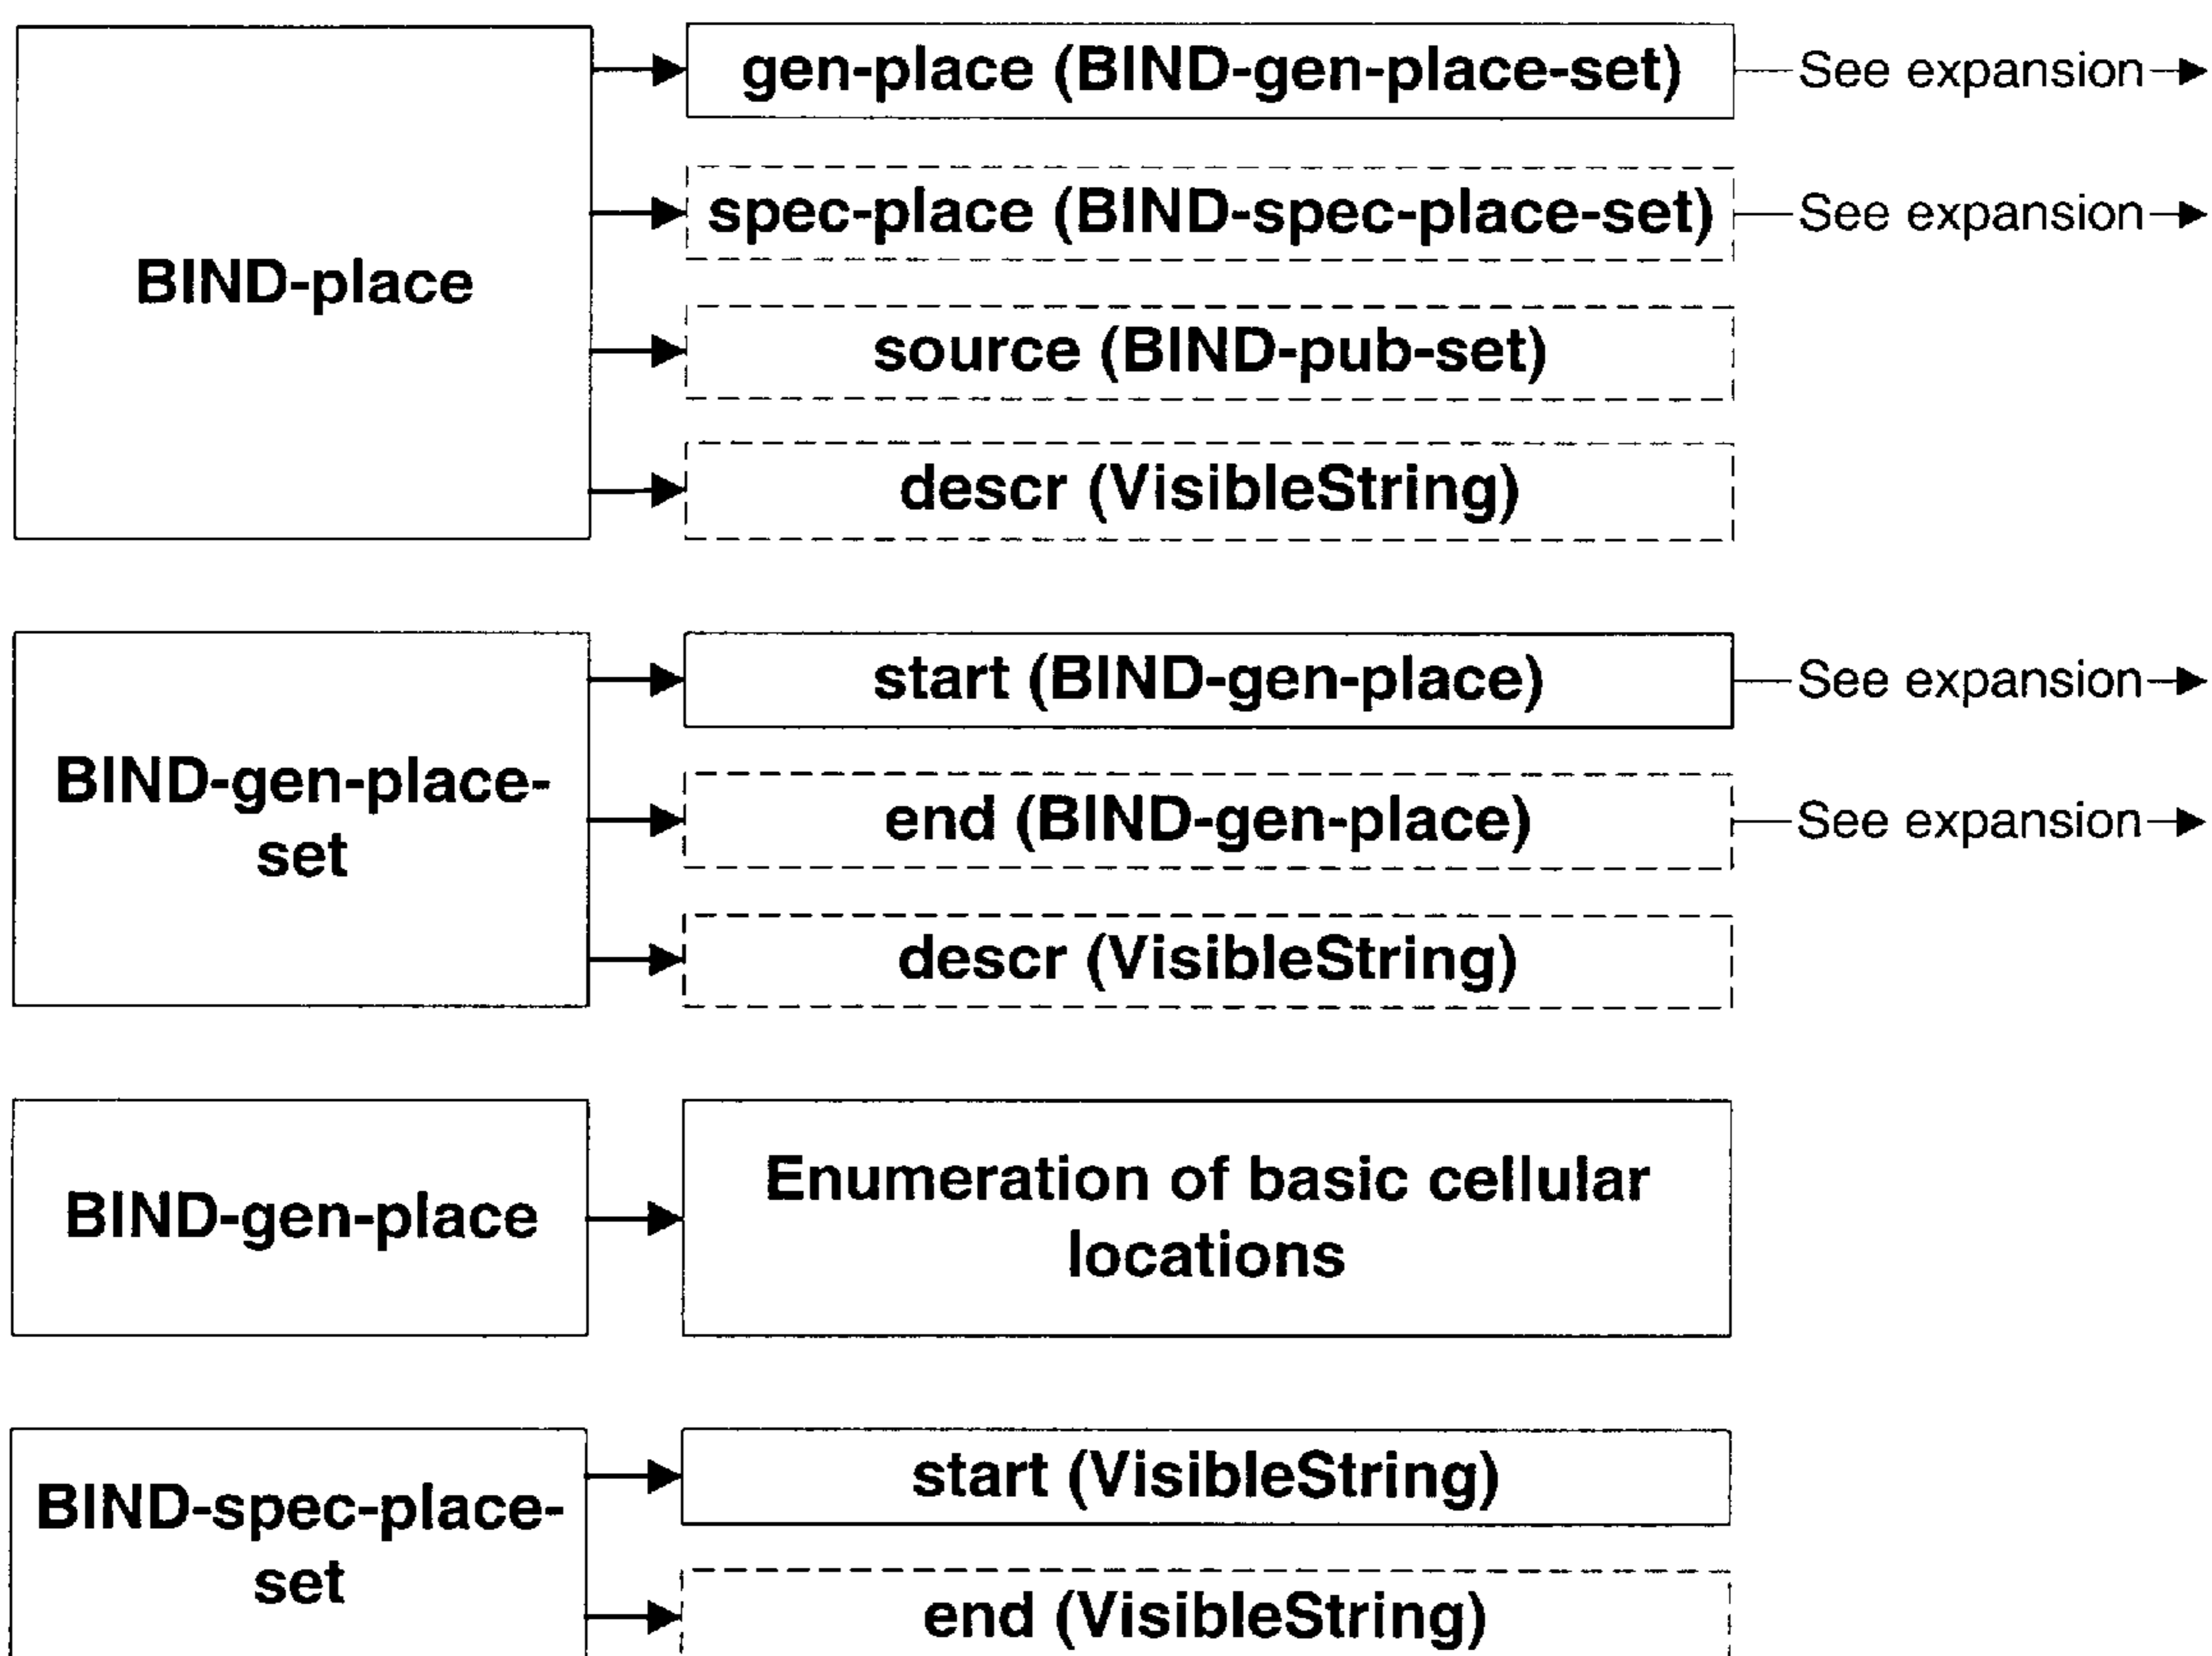 gen-place (BIND-gen-place-set)
See expansion
spec-place (BIND-spec-place-set)
See expansion
BIND-place
source (BIND-pub-set)
descr (VisibleString)
start (BIND-gen-place)
See expansion
BIND-gen-place-
set
end (BIND-gen-place)
See expansion
descr (VisibleString)
BIND-gen-place
Enumeration of basic cellular
locations
start (VisibleString)
BIND-spec-place-
set
end (VisibleString)